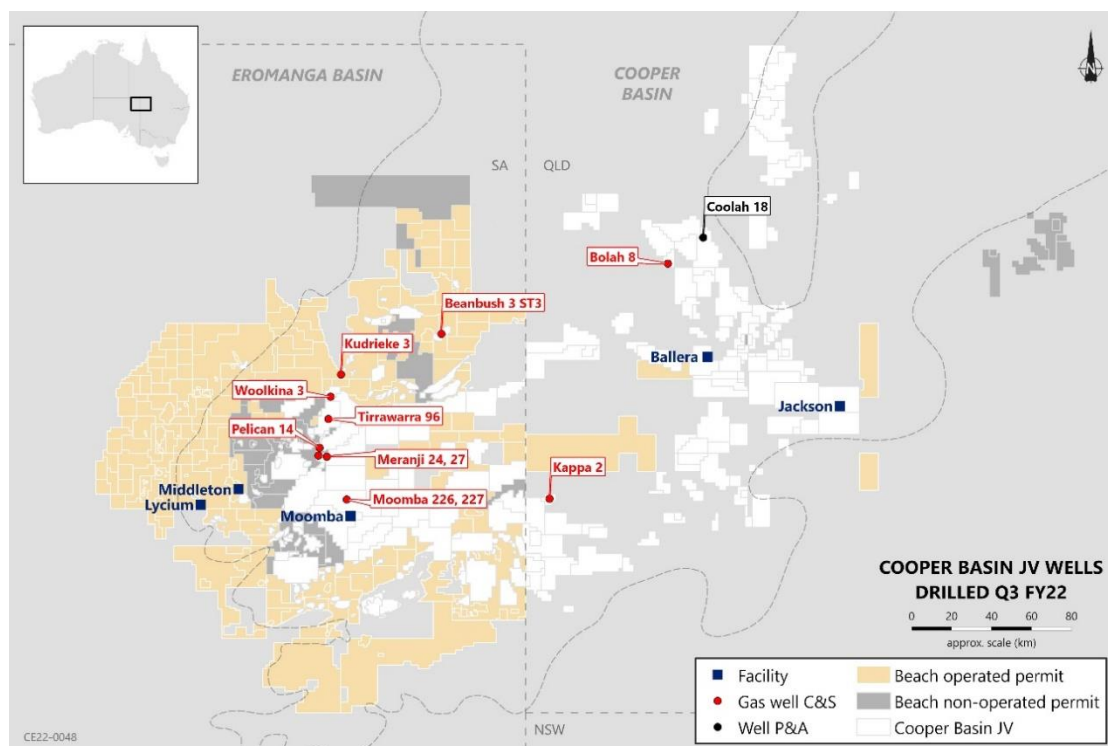 EROMANGA BASIN
COOPER
BASIN
N
SA
QLD
Coolah 18
Bolah 8
Beanbush 3 ST3
Kudrieke 3
Ballera
Woolkina 3
Jackson
Tirrawarra 96
Pelican 14
Meranji 24, 27
Kappa 2
Middleton
Lycium
Moomba 226, 227
Moomba
COOPER BASIN JV WELLS
DRILLED Q3 FY22
0 20 40 60 80
approx. scale (km)
Facility
Gas well C&S
Well P&A
Beach operated permit
Beach non-operated permit
Cooper Basin JV
NSW
CE22-0048